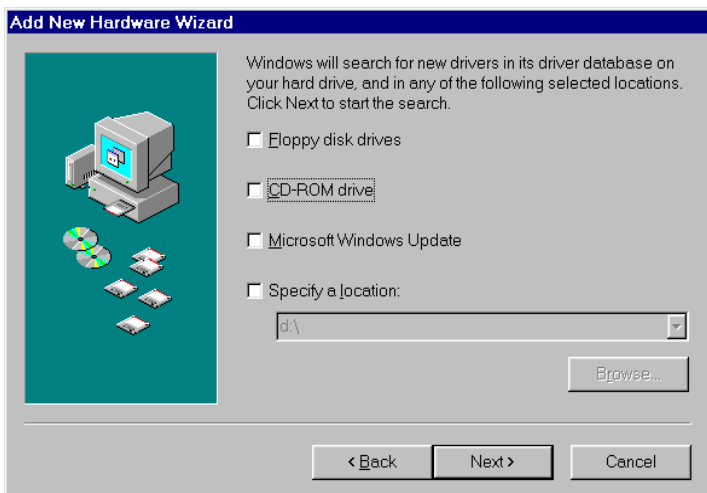 Add New Hardware Wizard
Windows will search for new drivers in its driver database on
your hard drive, and in any of the following selected locations.
Click Next to start the search.
Floppy disk drives
CD-ROM drive
Microsoft Windows Update
Specify a location:
d:\
Browse...
< Back
Next >
Cancel